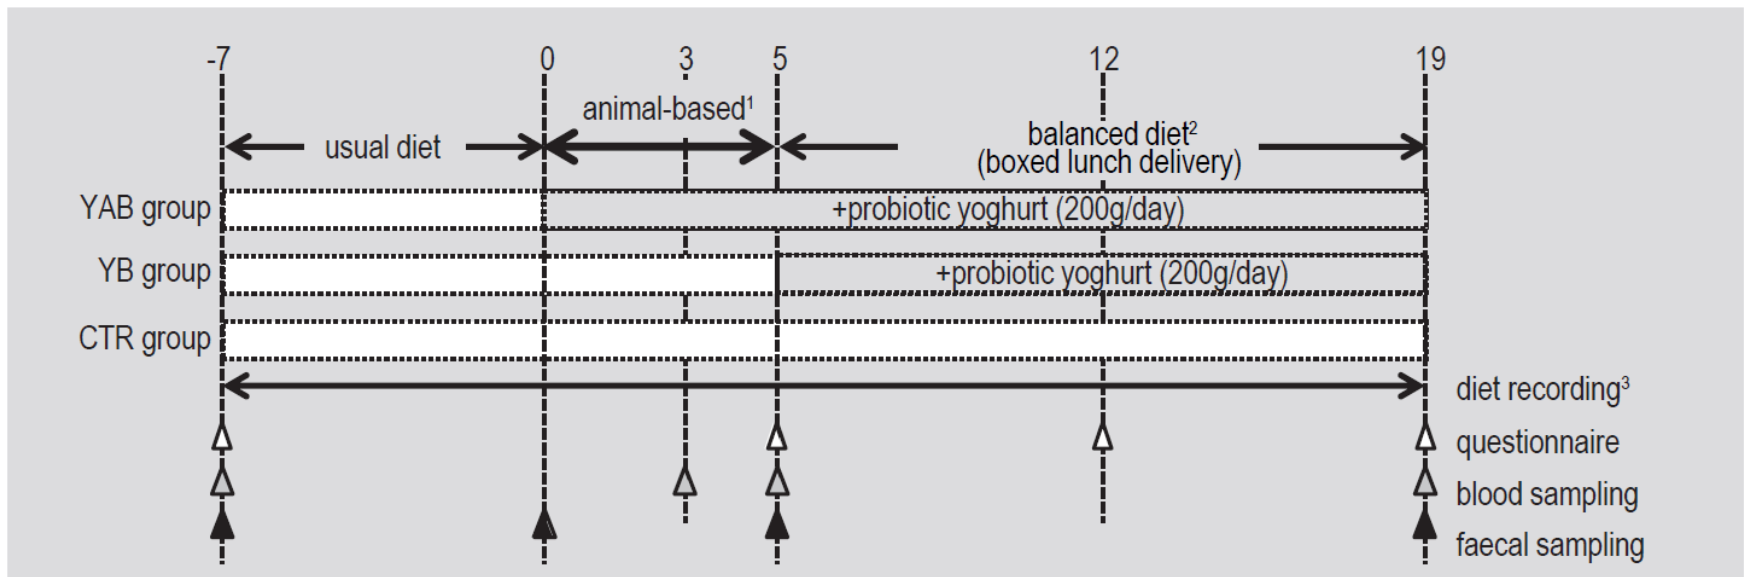 -7 0 3 5 12 19
animal-based¹
usual diet
balanced diet²
(boxed lunch delivery)
YAB group
+probiotic yoghurt (200g/day)
YB group
+probiotic yoghurt (200g/day)
CTR group
diet recording³
questionnaire
blood sampling
faecal sampling